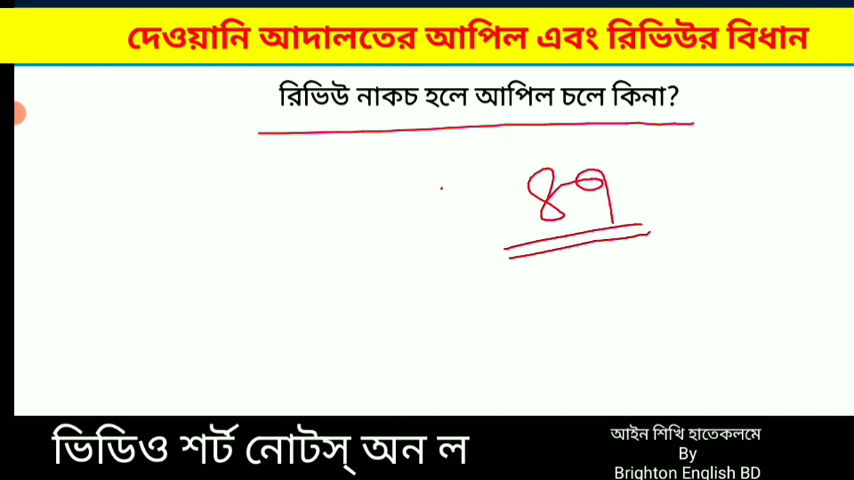 দেওয়ানি আদালতের আপিল এবং রিভিউর বিধান
রিভিউ নাকচ হলে আপিল চলে কিনা?
৪৭
ভিডিও শর্ট নোটস্ অন ল
আইন শিখি হাতেকলমে
By
Brighton English BD